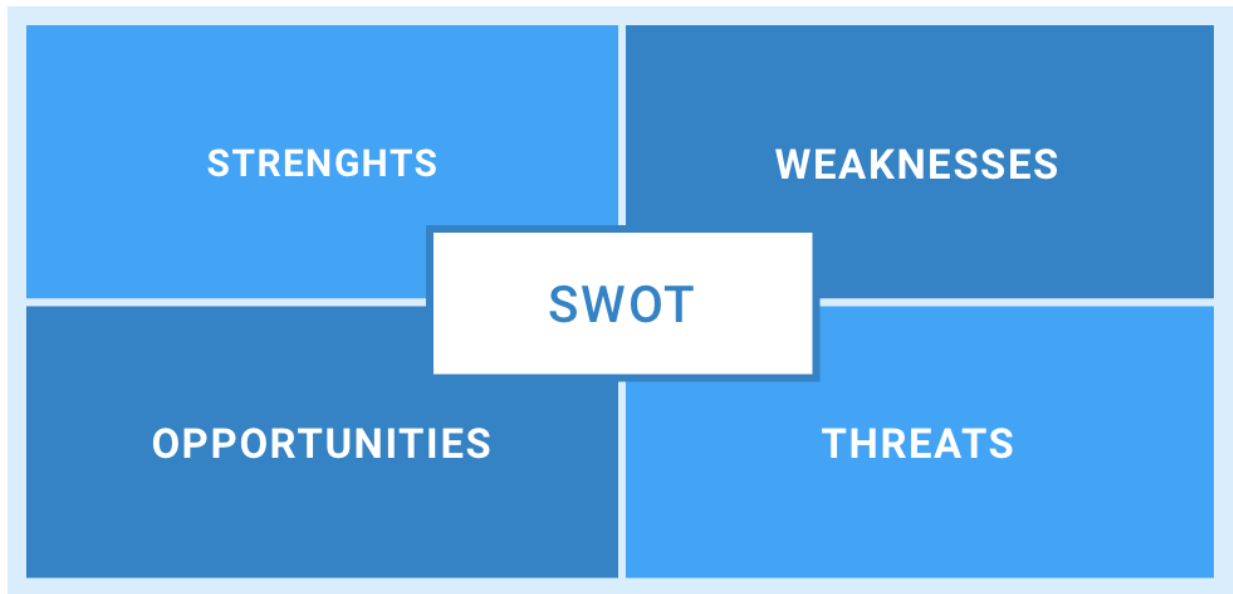 STRENGHTS
WEAKNESSES
SWOT
OPPORTUNITIES
THREATS